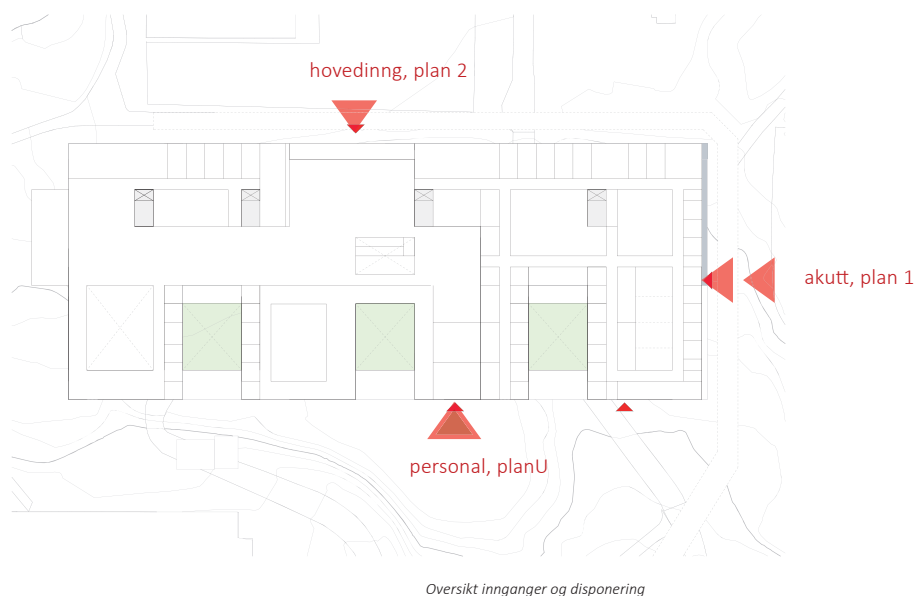 hovedinng, plan 2
akutt, plan 1
personal, planU
Oversikt innganger og disponering